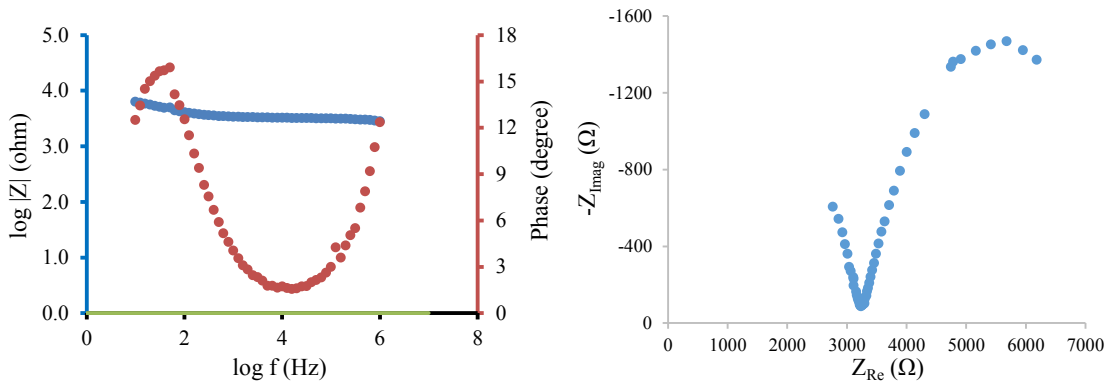 5.0
4.0
3.0
2.0
1.0
0.0
log |Z| (ohm)
0 2 4 6 8
log f (Hz)
18
15
12
9
6
3
0
Phase (degree)
-1600
-1200
-800
-400
0
-Z_Imag (Ω)
0 1000 2000 3000 4000 5000 6000 7000
Z_Re (Ω)